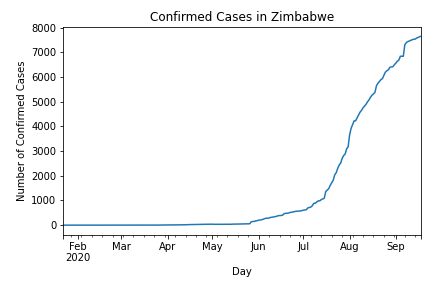 Confirmed Cases in Zimbabwe
8000
7000
6000
5000
4000
3000
2000
1000
0
Number of Confirmed Cases
Feb Mar Apr May Jun Jul Aug Sep
2020
Day